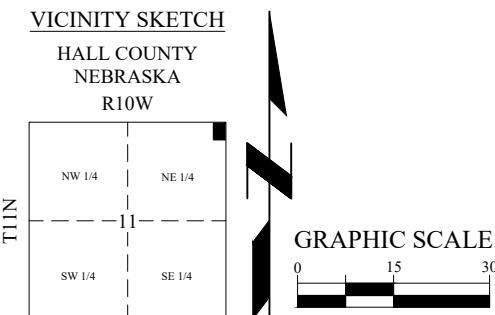 VICINITY SKETCH
HALL COUNTY
NEBRASKA
R10W
NW 1/4
NE 1/4
T11N
11
SW 1/4
SE 1/4
N
GRAPHIC SCALE
0 15 30